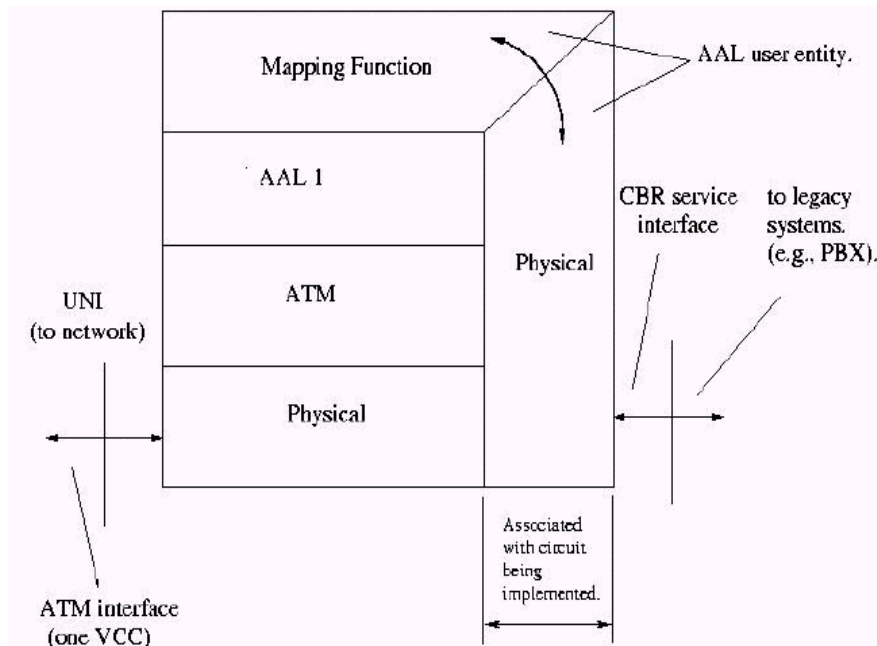 Mapping Function
AAL user entity.
AAL 1
CBR service
interface
to legacy
systems.
(e.g., PBX).
Physical
ATM
UNI
(to network)
Physical
Associated
with circuit
being
implemented.
ATM interface
(one VCC)